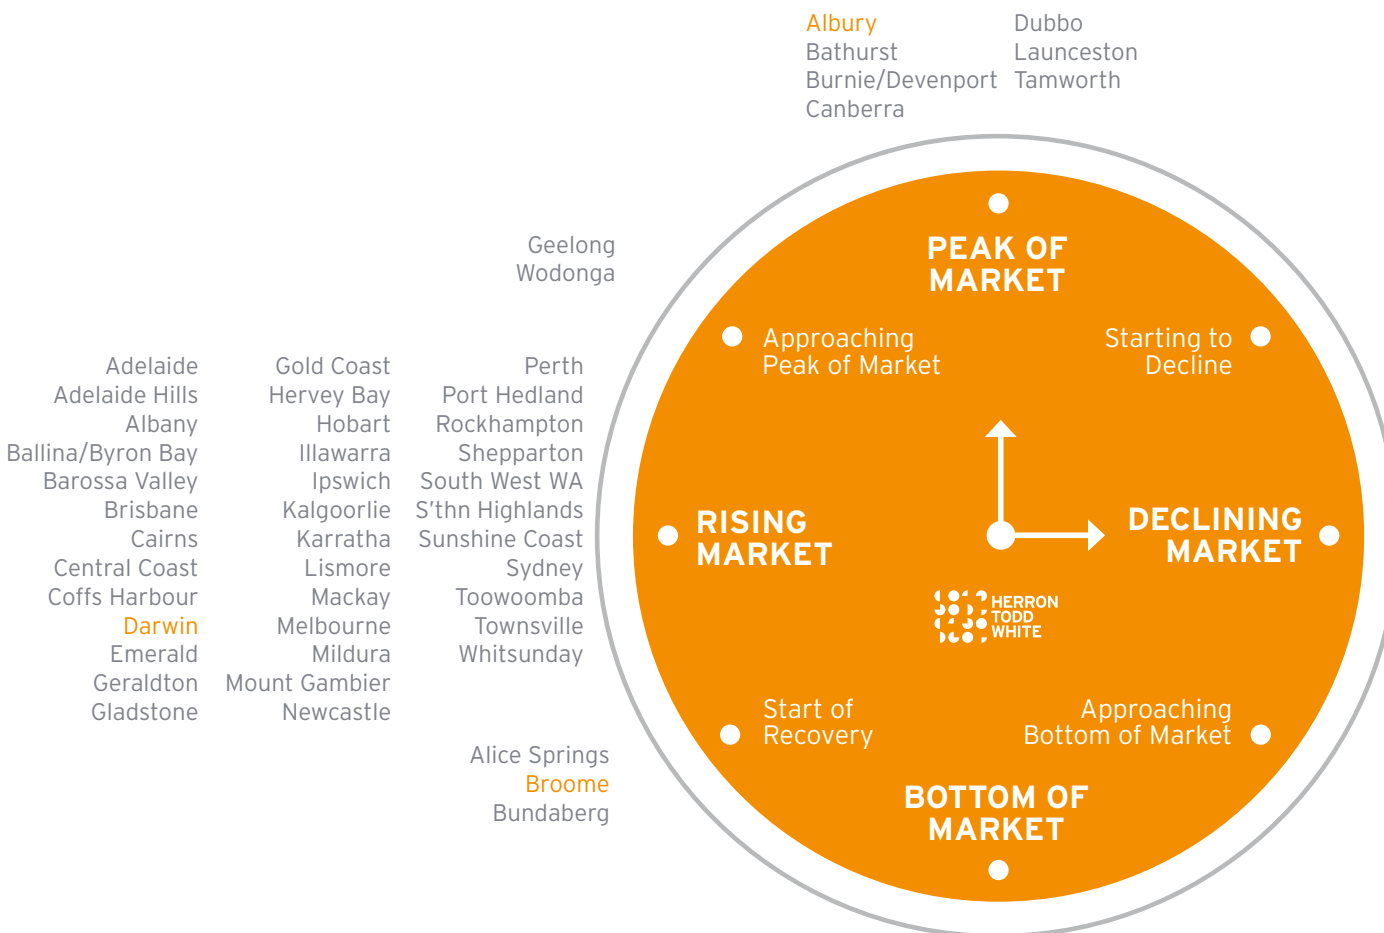 Albury
Bathurst
Burnie/Devenport
Canberra
Dubbo
Launceston
Tamworth
PEAK OF
MARKET
Geelong
Wodonga
Approaching
Peak of Market
Starting to
Decline
Adelaide
Adelaide Hills
Albany
Ballina/Byron Bay
Barossa Valley
Brisbane
Cairns
Central Coast
Coffs Harbour
Darwin
Emerald
Geraldton
Gladstone
Gold Coast
Hervey Bay
Hobart
Illawarra
Ipswich
Kalgoorlie
Karratha
Lismore
Mackay
Melbourne
Mildura
Mount Gambier
Newcastle
Perth
Port Hedland
Rockhampton
Shepparton
South West WA
S'thn Highlands
Sunshine Coast
Sydney
Toowoomba
Townsville
Whitsunday
RISING
MARKET
DECLINING
MARKET
HERRON
TODD
WHITE
Start of
Recovery
Approaching
Bottom of Market
Alice Springs
Broome
Bundaberg
BOTTOM OF
MARKET